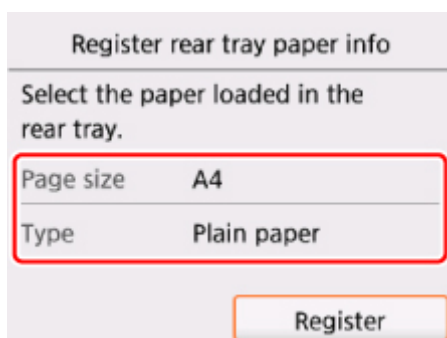 Register rear tray paper info
Select the paper loaded in the
rear tray.
Page size A4
Type Plain paper
Register